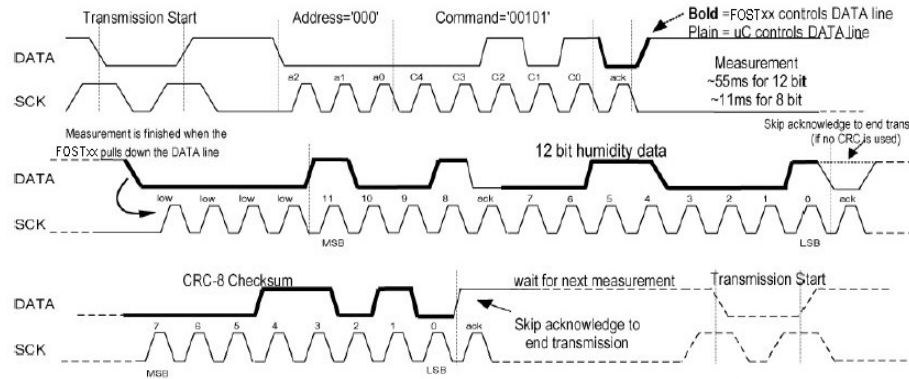 Transmission Start Address='000' Command='00101' Bold =FOSTxx controls DATA line
Plain = uC controls DATA line
DATA
a2 a1 a0 C4 C3 C2 C1 C0 ack
SCK
Measurement
~55ms for 12 bit
~11ms for 8 bit
Measurement is finished when the
FOSTxx pulls down the DATA line
Skip acknowledge to end trans
(if no CRC is used)
12 bit humidity data
DATA
low low low low 11 10 9 8 ack 7 6 5 4 3 2 1 0 ack
SCK
MSB LSB
CRC-8 Checksum wait for next measurement Transmission Start
DATA
Skip acknowledge to
end transmission
7 6 5 4 3 2 1 0 ack
SCK
MSB LSB